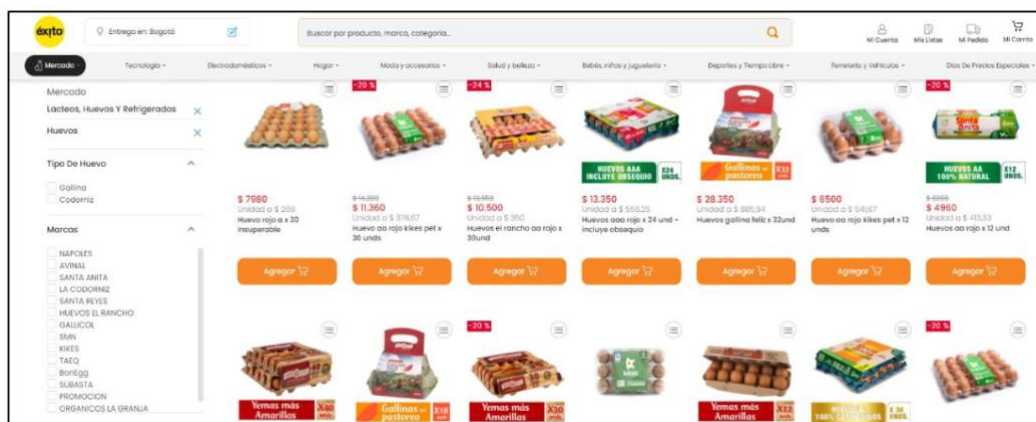 éxito
Entrega en: Bogotá
Buscar por producto, marca, categoría...
Mi Cuenta
Mis Listas
Mi Pedido
Mi Carrito
Mercado
Tecnología
Electrodomésticos
Hogar
Moda y accesorios
Salud y belleza
Bebés, niños y juguetería
Deportes y Tiempo Libre
Ferretería y Vehículos
Días De Precios Especiales
Mercado
Lacteos, Huevos Y Refrigerados
Huevos
Tipo De Huevo
Gallina
Codorniz
Marcas
NAPOLES
AVINAL
SANTA ANITA
LA CODORNIZ
SANTA REYES
HUEVOS EL RANCHO
GALLICOL
SMN
KIKES
TAEQ
BonEgg
SUBASTA
PROMOCION
ORGANICOS LA GRANJA
$ 7980
Unidad a $
Huevo rojo a x 30
insuperable
Agregar
-20 %
$ 11.360
Unidad a $ 378,67
Huevo aa rojo kikes pet x
30 unds
Agregar
-24 %
$ 10.500
Unidad a $ 350
Huevos el rancho aa rojo x
30und
Agregar
HUEVOS AAA
INCLUYE OBSEQUIO
X24
UNDS.
$ 13.350
Unidad a $ 556,25
Huevos aaa rojo x 24 und -
incluye obsequio
Agregar
Gallinas en
pastoreo
X32
$ 28.350
Unidad a $ 885,94
Huevos gallina feliz x 32und
Agregar
$ 6500
Unidad a $ 541,67
Huevo aa rojo kikes pet x 12
unds
Agregar
-20 %
Santa
Anita
HUEVOS AA
100% NATURAL
X12
UNDS.
$ 4960
Unidad a $ 413,33
Huevos aa rojo x 12 und
Agregar
Yemas más
Amarillas
Gallinas en
pastoreo
X18
-20 %
Yemas más
Amarillas
X30
Yemas más
Amarillas
X12
X 30
-20 %